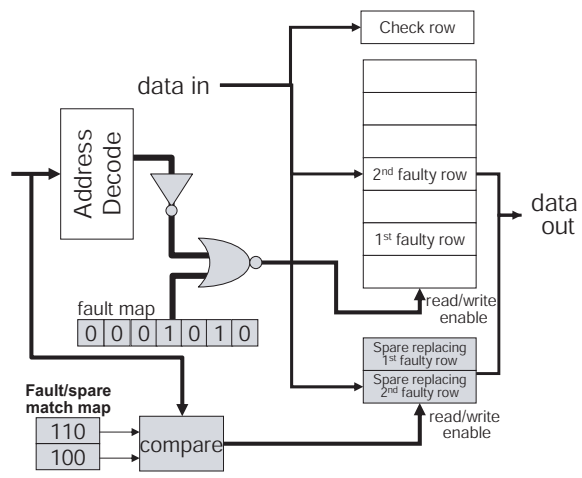 Check row
data in
Address
Decode
2nd faulty row
data
out
1st faulty row
fault map
0 0 0 1 0 1 0
read/write
enable
Spare replacing
1st faulty row
Spare replacing
2nd faulty row
Fault/spare
match map
110
100
compare
read/write
enable